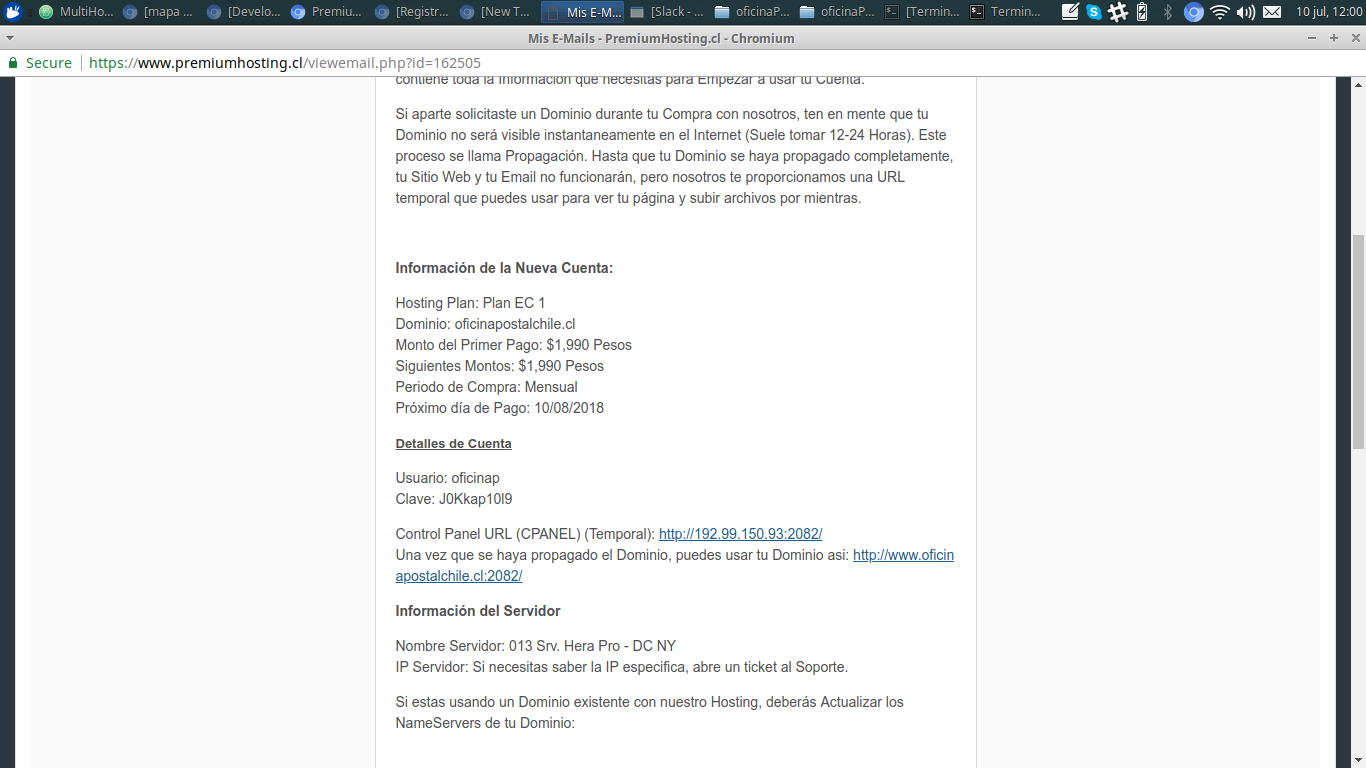 MultiHo...
[mapa ...
[Develo...
Premiu...
[Registr...
[New T...
Mis E-M...
[Slack - ...
oficinaP...
oficinaP...
[Termin...
Termin...
10 jul, 12:00
Mis E-Mails - PremiumHosting.cl - Chromium
Secure https://www.premiumhosting.cl/viewemail.php?id=162505
contiene toda la Información que necesitas para Empezar a usar tu Cuenta.
Si aparte solicitaste un Dominio durante tu Compra con nosotros, ten en mente que tu
Dominio no será visible instantaneamente en el Internet (Suele tomar 12-24 Horas). Este
proceso se llama Propagación. Hasta que tu Dominio se haya propagado completamente,
tu Sitio Web y tu Email no funcionarán, pero nosotros te proporcionamos una URL
temporal que puedes usar para ver tu página y subir archivos por mientras.
Información de la Nueva Cuenta:
Hosting Plan: Plan EC 1
Dominio: oficinapostalchile.cl
Monto del Primer Pago: $1,990 Pesos
Siguientes Montos: $1,990 Pesos
Periodo de Compra: Mensual
Próximo día de Pago: 10/08/2018
Detalles de Cuenta
Usuario: oficinap
Clave: J0Kkap10l9
Control Panel URL (CPANEL) (Temporal): http://192.99.150.93:2082/
Una vez que se haya propagado el Dominio, puedes usar tu Dominio asi: http://www.oficin
apostalchile.cl:2082/
Información del Servidor
Nombre Servidor: 013 Srv. Hera Pro - DC NY
IP Servidor: Si necesitas saber la IP especifica, abre un ticket al Soporte.
Si estas usando un Dominio existente con nuestro Hosting, deberás Actualizar los
NameServers de tu Dominio: